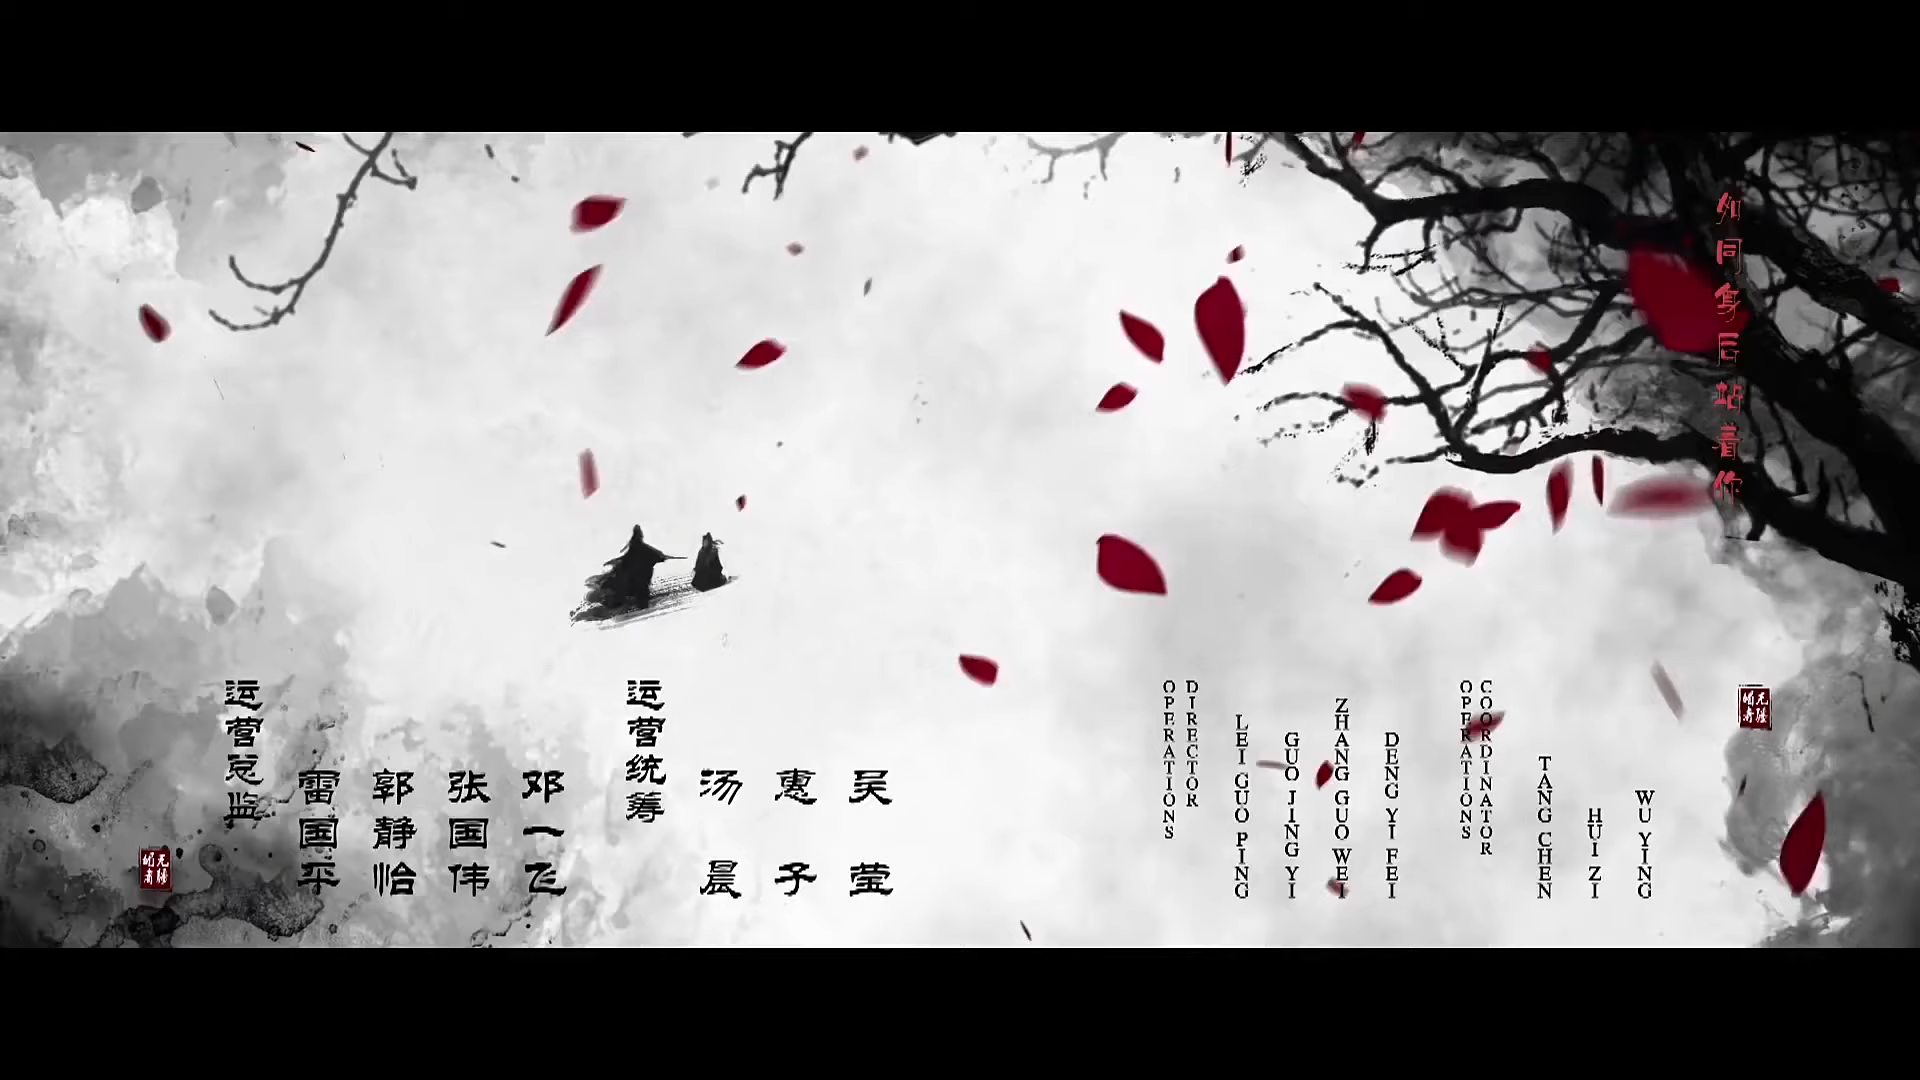 如同身后站着你
运营总监
雷国平
郭静怡
张国伟
邓一飞
运营统筹
汤晨
惠子
吴莹
OPERATIONS
DIRECTOR
LEI GUO PING
GUO JING YI
ZHANG GUO WEI
DENG YI FEI
OPERATIONS
COORDINATOR
TANG CHEN
HUI ZI
WU YING